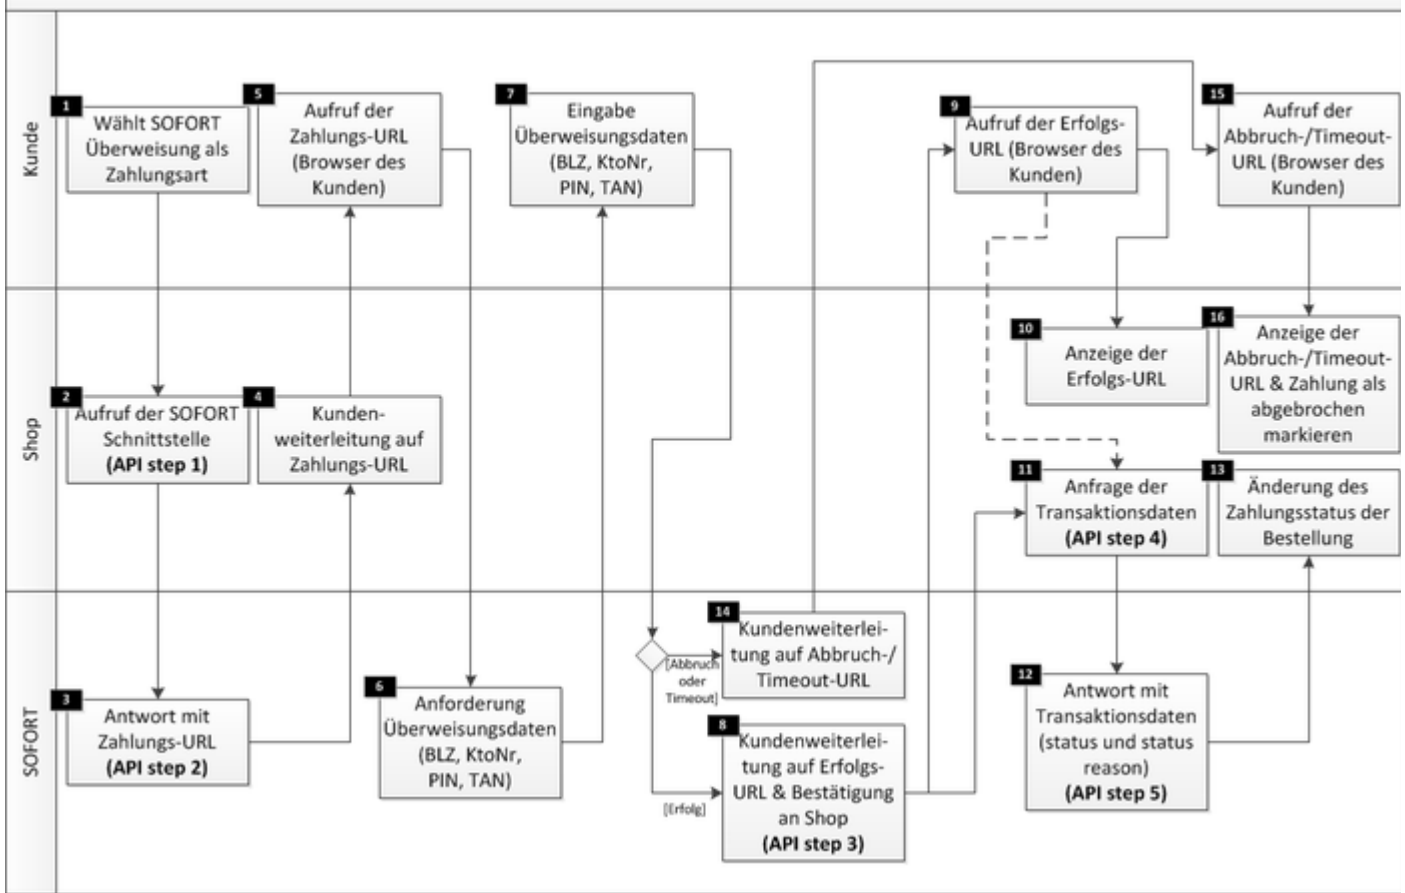 Kunde
1
Wählt SOFORT
Überweisung als
Zahlungsart
5
Aufruf der
Zahlungs-URL
(Browser des
Kunden)
7
Eingabe
Überweisungsdaten
(BLZ, KtoNr,
PIN, TAN)
9
Aufruf der Erfolgs-
URL (Browser des
Kunden)
15
Aufruf der
Abbruch-/Timeout-
URL (Browser des
Kunden)
Shop
2
Aufruf der SOFORT
Schnittstelle
(API step 1)
4
Kunden-
weiterleitung auf
Zahlungs-URL
10
Anzeige der
Erfolgs-URL
16
Anzeige der
Abbruch-/Timeout-
URL & Zahlung als
abgebrochen
markieren
11
Anfrage der
Transaktionsdaten
(API step 4)
13
Änderung des
Zahlungsstatus der
Bestellung
SOFORT
3
Antwort mit
Zahlungs-URL
(API step 2)
6
Anforderung
Überweisungsdaten
(BLZ, KtoNr,
PIN, TAN)
[Abbruch
oder
Timeout]
[Erfolg]
14
Kundenweiterlei-
tung auf Abbruch-/
Timeout-URL
8
Kundenweiterlei-
tung auf Erfolgs-
URL & Bestätigung
an Shop
(API step 3)
12
Antwort mit
Transaktionsdaten
(status und status
reason)
(API step 5)